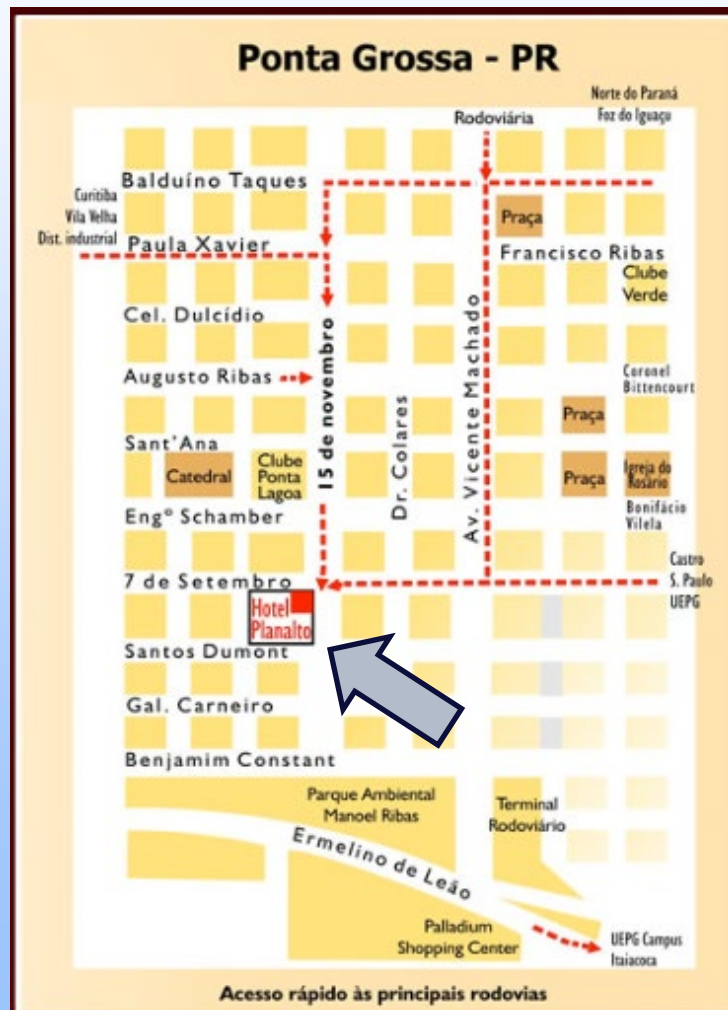 Ponta Grossa - PR
Norte do Paraná
Foz do Iguaçu
Rodoviária
Balduíno Taques
Curitiba
Vila Velha
Dist. industrial
Praça
Paula Xavier
Francisco Ribas
Clube
Verde
Cel. Dulcídio
15 de novembro
Av. Vicente Machado
Augusto Ribas
Coronel
Bittencourt
Dr. Colares
Praça
Sant'Ana
Catedral
Clube
Ponta
Lagoa
Praça
Igreja do
Rosário
Engº Schamber
Bonifácio
Vilela
7 de Setembro
Castro
S. Paulo
UEPG
Hotel
Planalto
Santos Dumont
Gal. Carneiro
Benjamim Constant
Parque Ambiental
Manoel Ribas
Terminal
Rodoviário
Ermelino de Leão
Palladium
Shopping Center
UEPG Campus
Itaiacoca
Acesso rápido às principais rodovias